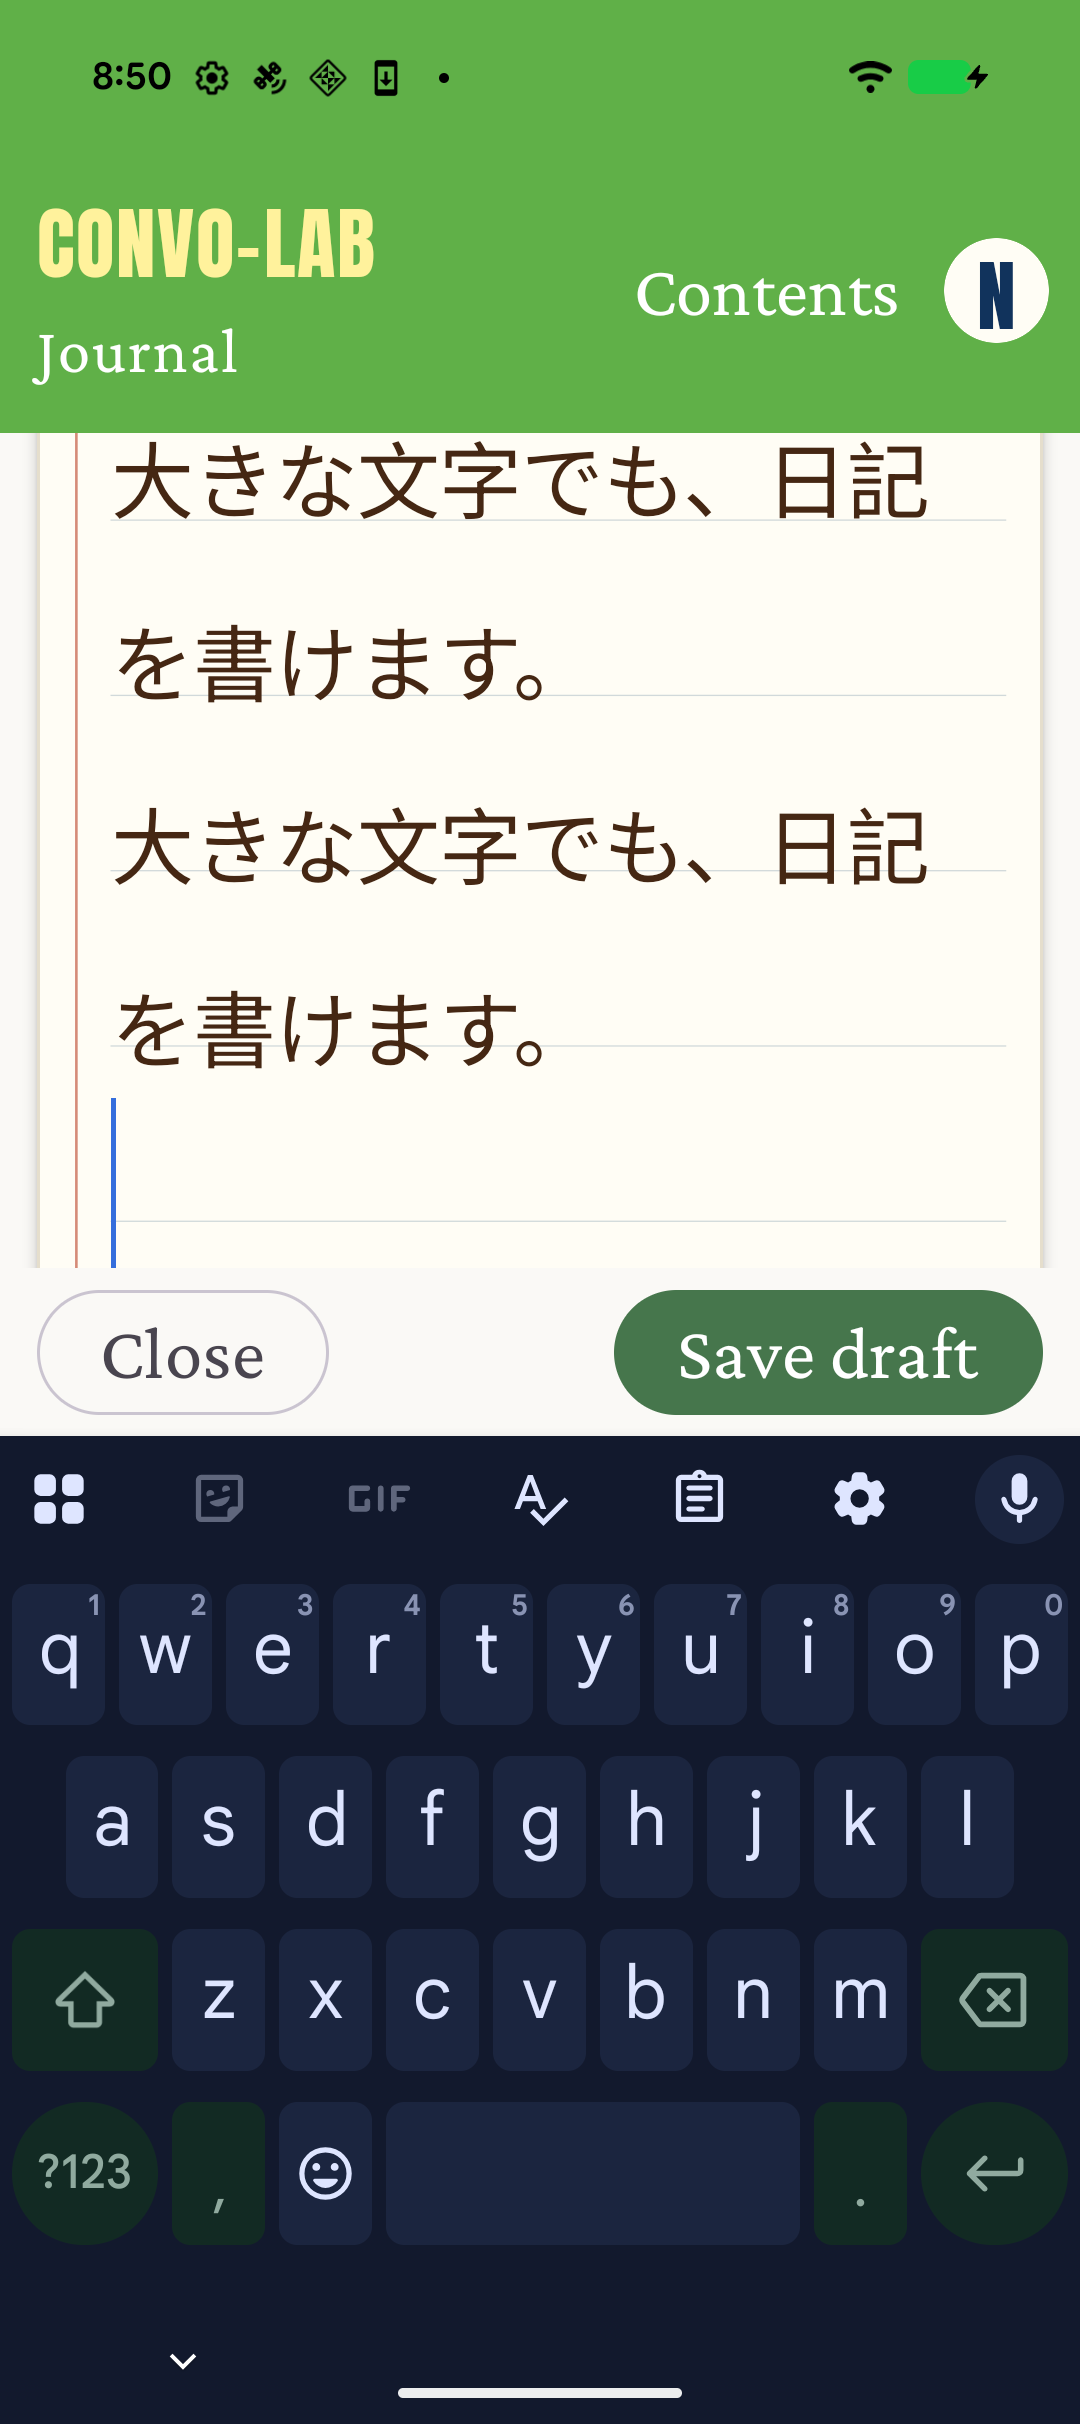 8:50
CONVO-LAB
Journal
Contents
N
大きな文字でも、日記
を書けます。
大きな文字でも、日記
を書けます。
Close
Save draft
GIF
1 2 3 4 5 6 7 8 9 0
q w e r t y u i o p
a s d f g h j k l
z x c v b n m
?123 , .